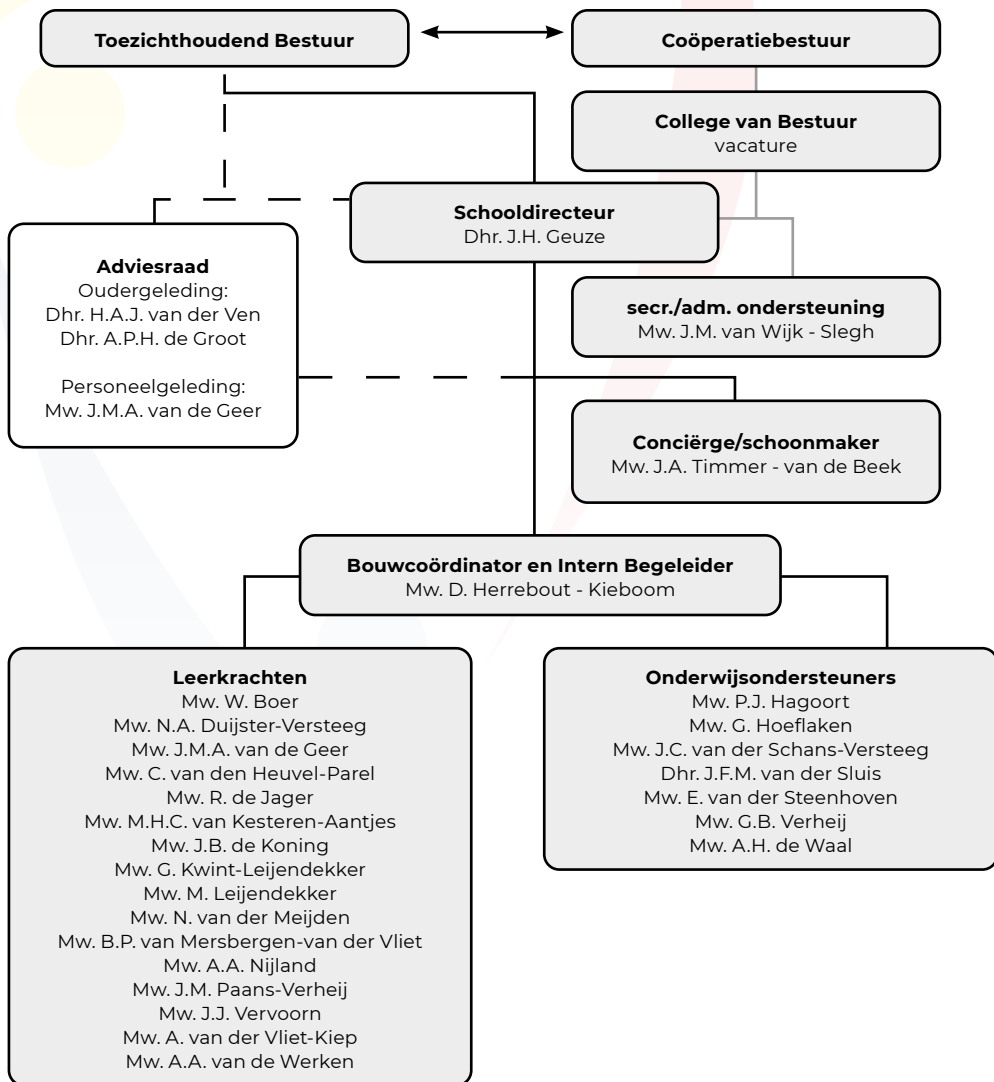 Toezichthoudend Bestuur
Coöperatiebestuur
College van Bestuur
vacature
Schooldirecteur
Dhr. J.H. Geuze
Adviesraad
Oudergeleding:
Dhr. H.A.J. van der Ven
Dhr. A.P.H. de Groot
Personeelgeleding:
Mw. J.M.A. van de Geer
secr./adm. ondersteuning
Mw. J.M. van Wijk - Slegh
Conciërge/schoonmaker
Mw. J.A. Timmer - van de Beek
Bouwcoördinator en Intern Begeleider
Mw. D. Herrebout - Kieboom
Leerkrachten
Mw. W. Boer
Mw. N.A. Duijster-Versteeg
Mw. J.M.A. van de Geer
Mw. C. van den Heuvel-Parel
Mw. R. de Jager
Mw. M.H.C. van Kesteren-Aantjes
Mw. J.B. de Koning
Mw. G. Kwint-Leijendekker
Mw. M. Leijendekker
Mw. N. van der Meijden
Mw. B.P. van Mersbergen-van der Vliet
Mw. A.A. Nijland
Mw. J.M. Paans-Verheij
Mw. J.J. Vervoorn
Mw. A. van der Vliet-Kiep
Mw. A.A. van de Werken
Onderwijsondersteuners
Mw. P.J. Hagoort
Mw. G. Hoeflaken
Mw. J.C. van der Schans-Versteeg
Dhr. J.F.M. van der Sluis
Mw. E. van der Steenhoven
Mw. G.B. Verheij
Mw. A.H. de Waal